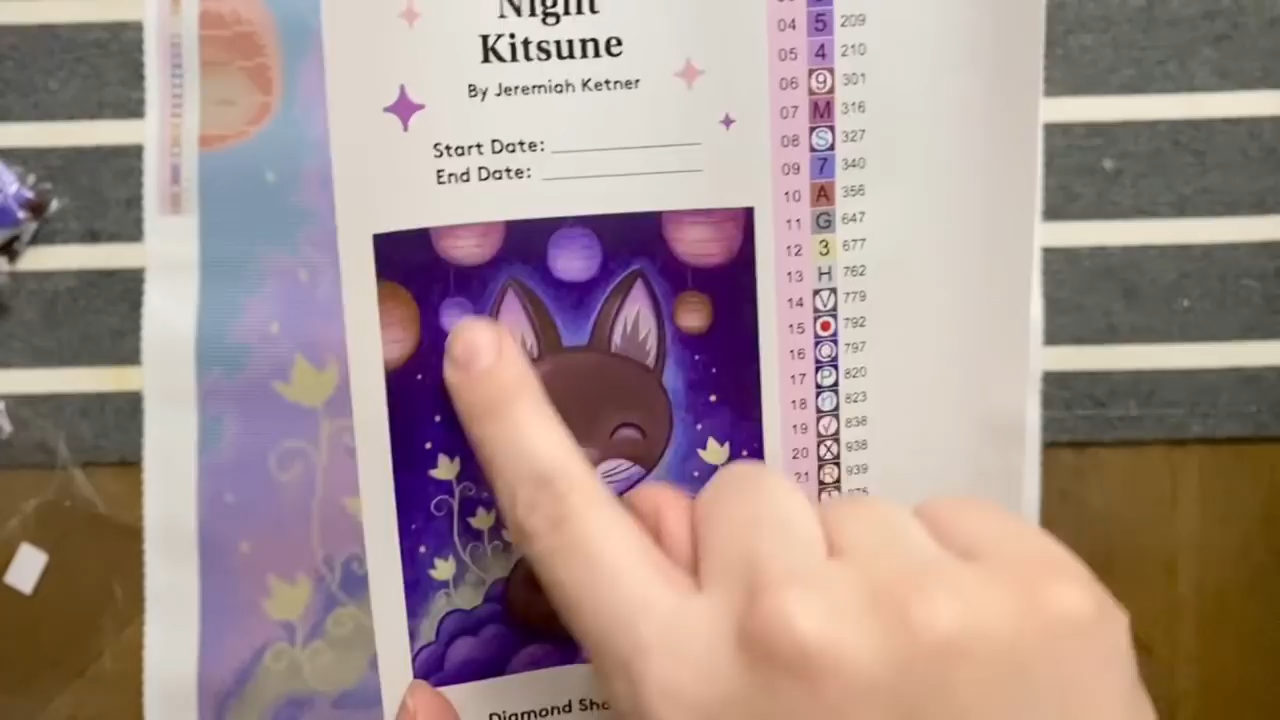 Night
Kitsune
By Jeremiah Ketner
Start Date:
End Date:
04 5 209
05 4 210
06 9 301
07 M 316
08 S 327
09 7 340
10 A 356
11 G 647
12 3 677
13 H 762
14 V 779
15 792
16 Q 797
17 P 820
18 n 823
19 √ 838
20 X 938
21 R 939
Diamond